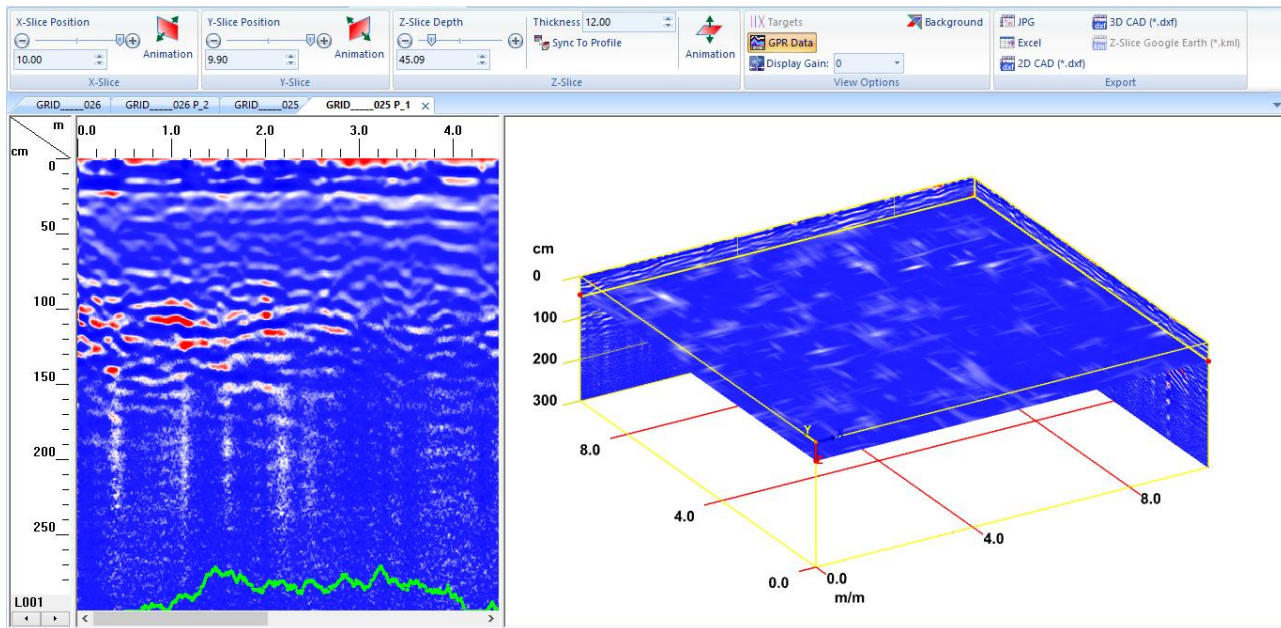 X-Slice Position
10.00
Animation
X-Slice
Y-Slice Position
9.90
Animation
Y-Slice
Z-Slice Depth
45.09
Thickness 12.00
Sync To Profile
Animation
Z-Slice
Targets
Background
GPR Data
Display Gain: 0
View Options
JPG
3D CAD (*.dxf)
Excel
Z-Slice Google Earth (*.kml)
2D CAD (*.dxf)
Export
GRID_____026
GRID_____026 P_2
GRID_____025
GRID_____025 P_1
m
cm
0.0 1.0 2.0 3.0 4.0
0
50
100
150
200
250
L001
cm
0
100
200
300
8.0
4.0
0.0
Y
0.0
4.0
8.0
m/m